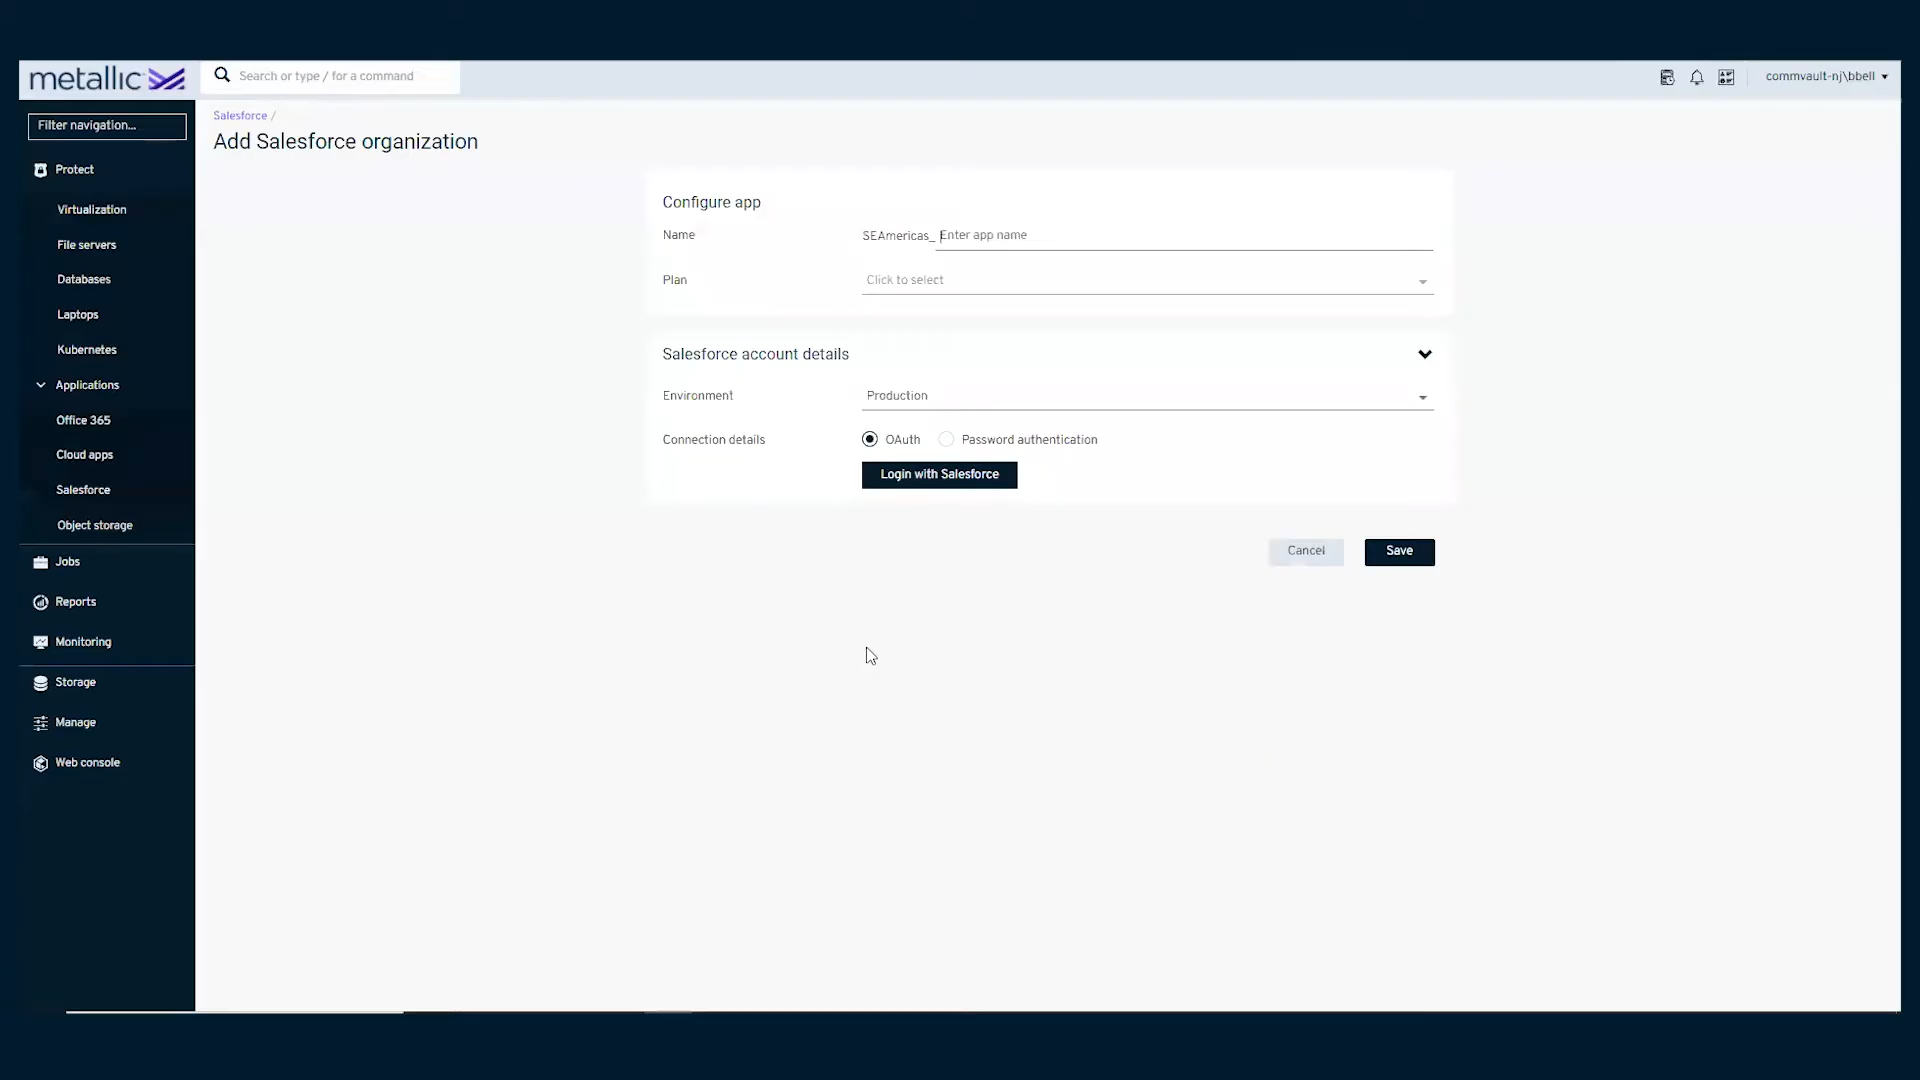 metallic
Search or type / for a command
commvault-nj\bbell
Filter navigation...
Salesforce /
Add Salesforce organization
Protect
Virtualization
File servers
Databases
Laptops
Kubernetes
Applications
Office 365
Cloud apps
Salesforce
Object storage
Jobs
Reports
Monitoring
Storage
Manage
Web console
Configure app
Name SEAmericas_ Enter app name
Plan Click to select
Salesforce account details
Environment Production
Connection details OAuth Password authentication
Login with Salesforce
Cancel Save